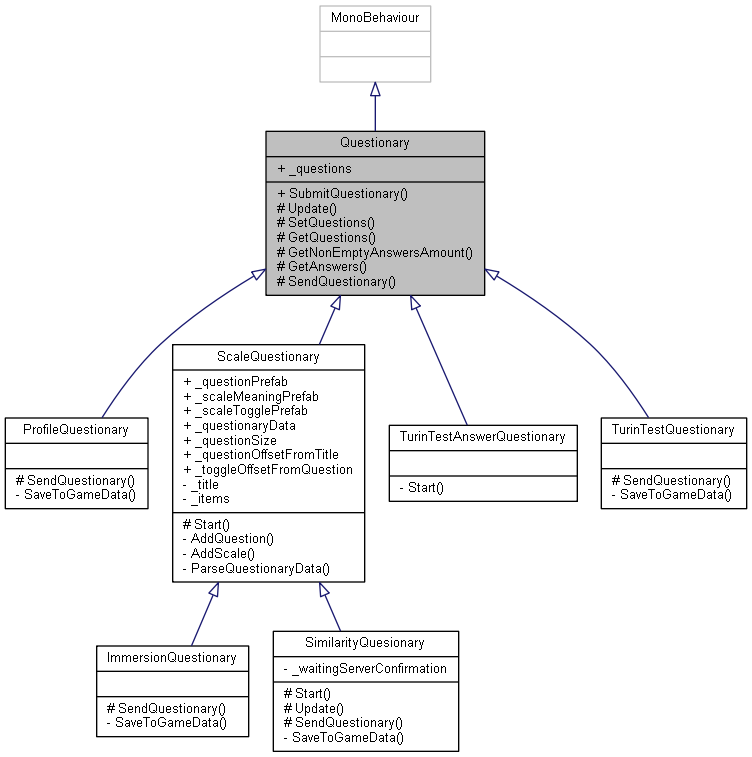 MonoBehaviour
Questionary
+ _questions
+ SubmitQuestionary()
# Update()
# SetQuestions()
# GetQuestions()
# GetNonEmptyAnswersAmount()
# GetAnswers()
# SendQuestionary()
ProfileQuestionary
# SendQuestionary()
- SaveToGameData()
ScaleQuestionary
+ _questionPrefab
+ _scaleMeaningPrefab
+ _scaleTogglePrefab
+ _questionaryData
+ _questionSize
+ _questionOffsetFromTitle
+ _toggleOffsetFromQuestion
- _title
- _items
# Start()
- AddQuestion()
- AddScale()
- ParseQuestionaryData()
TurinTestAnswerQuestionary
- Start()
TurinTestQuestionary
# SendQuestionary()
- SaveToGameData()
ImmersionQuestionary
# SendQuestionary()
- SaveToGameData()
SimilarityQuesionary
- _waitingServerConfirmation
# Start()
# Update()
# SendQuestionary()
- SaveToGameData()